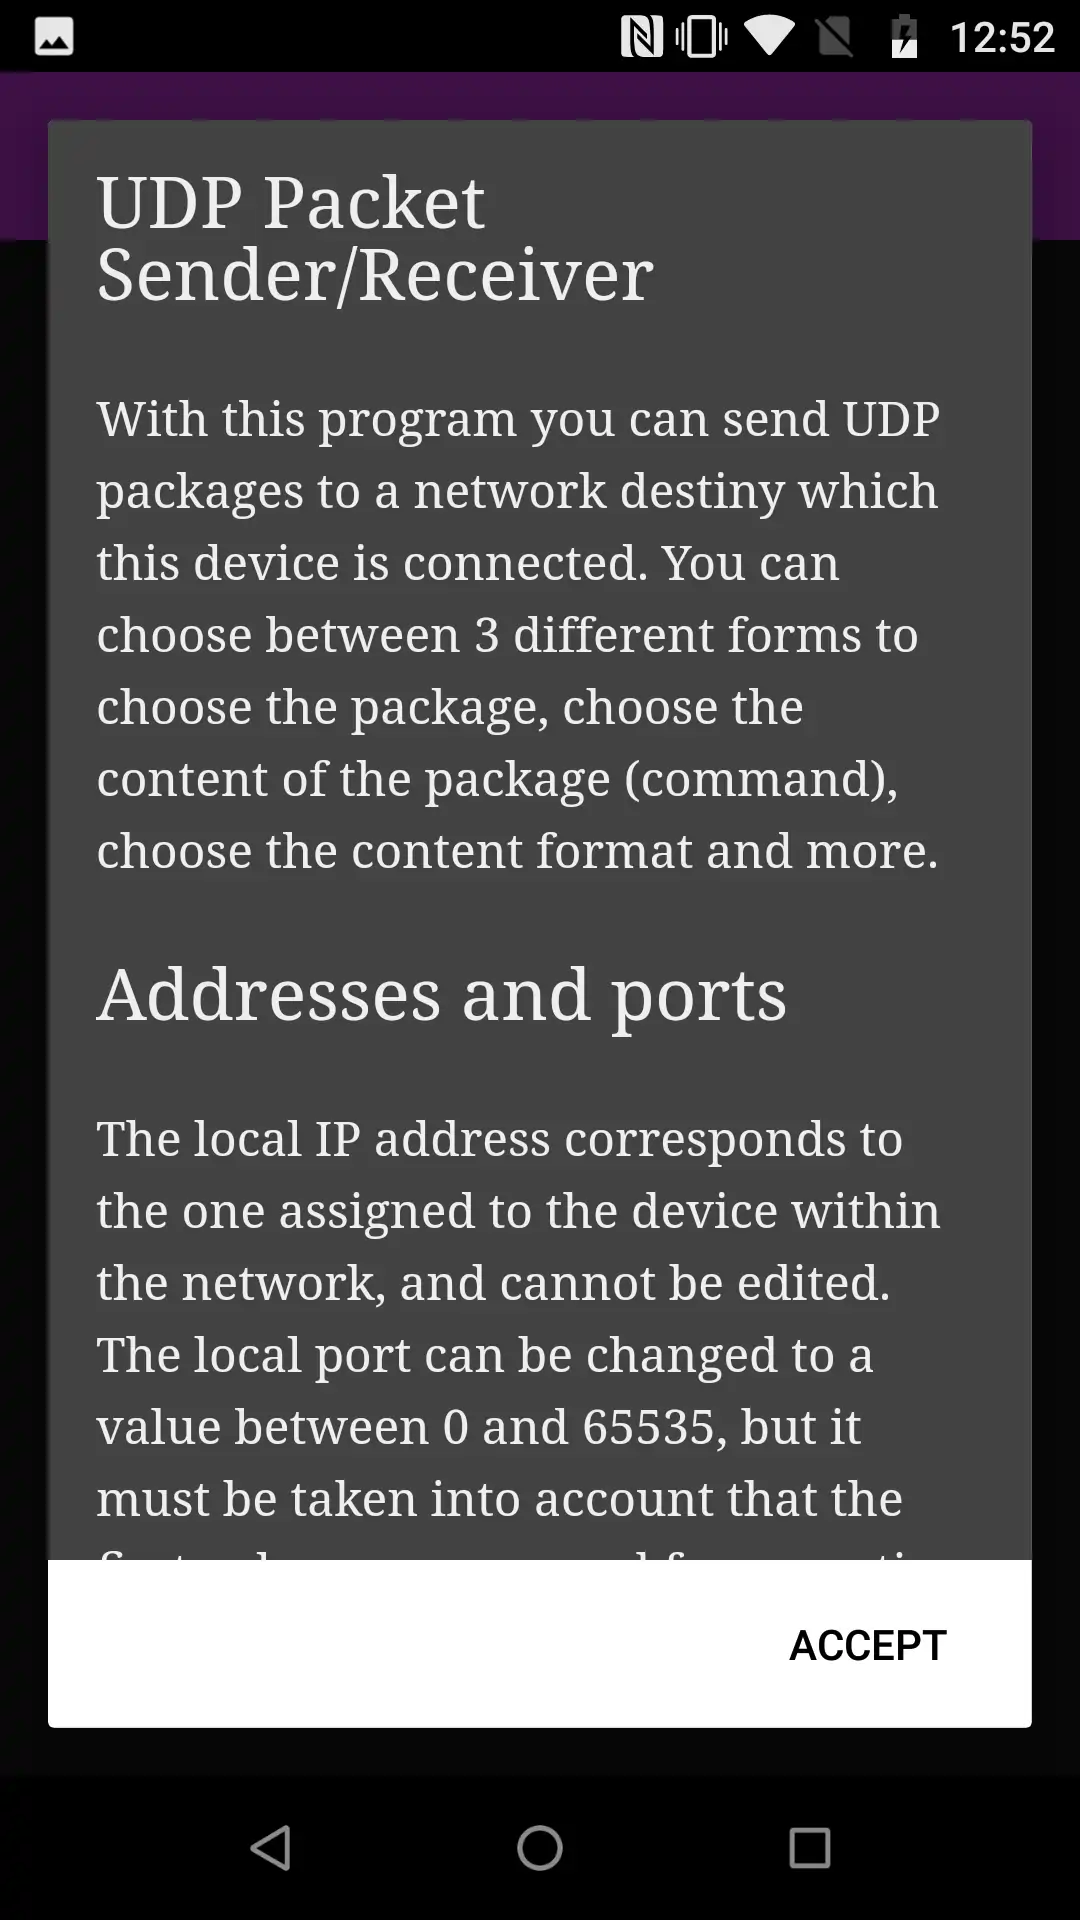 12:52
UDP Packet
Sender/Receiver
With this program you can send UDP
packages to a network destiny which
this device is connected. You can
choose between 3 different forms to
choose the package, choose the
content of the package (command),
choose the content format and more.
Addresses and ports
The local IP address corresponds to
the one assigned to the device within
the network, and cannot be edited.
The local port can be changed to a
value between 0 and 65535, but it
must be taken into account that the
ACCEPT